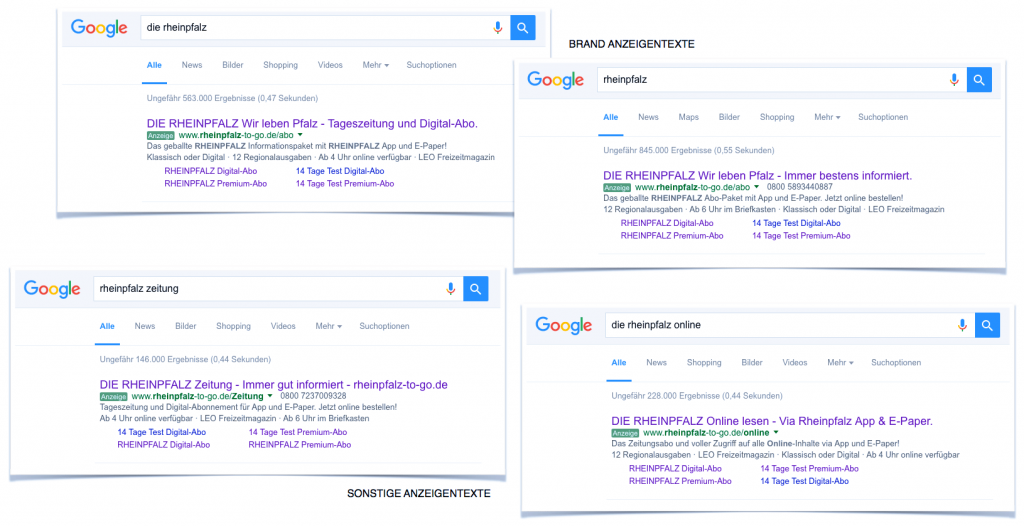 Google die rheinpfalz
Alle News Bilder Shopping Videos Mehr Suchoptionen
Ungefähr 563.000 Ergebnisse (0,47 Sekunden)
DIE RHEINPFALZ Wir leben Pfalz - Tageszeitung und Digital-Abo.
Anzeige www.rheinpfalz-to-go.de/abo
Das geballte RHEINPFALZ Informationspaket mit RHEINPFALZ App und E-Paper!
Klassisch oder Digital · 12 Regionalausgaben · Ab 4 Uhr online verfügbar · LEO Freizeitmagazin
RHEINPFALZ Digital-Abo 14 Tage Test Digital-Abo
RHEINPFALZ Premium-Abo 14 Tage Test Premium-Abo
BRAND ANZEIGENTEXTE
Google rheinpfalz
Alle News Maps Bilder Shopping Mehr Suchoptionen
Ungefähr 845.000 Ergebnisse (0,55 Sekunden)
DIE RHEINPFALZ Wir leben Pfalz - Immer bestens informiert.
Anzeige www.rheinpfalz-to-go.de/abo 0800 5893440887
Das geballte RHEINPFALZ Abo-Paket mit App und E-Paper. Jetzt online bestellen!
12 Regionalausgaben · Ab 6 Uhr im Briefkasten · Klassisch oder Digital · LEO Freizeitmagazin
RHEINPFALZ Digital-Abo 14 Tage Test Digital-Abo
RHEINPFALZ Premium-Abo 14 Tage Test Premium-Abo
Google rheinpfalz zeitung
Alle News Bilder Shopping Videos Mehr Suchoptionen
Ungefähr 146.000 Ergebnisse (0,44 Sekunden)
DIE RHEINPFALZ Zeitung - Immer gut informiert - rheinpfalz-to-go.de
Anzeige www.rheinpfalz-to-go.de/Zeitung 0800 7237009328
Tageszeitung und Digital-Abonnement für App und E-Paper. Jetzt online bestellen!
Ab 4 Uhr online verfügbar · LEO Freizeitmagazin · Ab 6 Uhr im Briefkasten
14 Tage Test Digital-Abo 14 Tage Test Premium-Abo
RHEINPFALZ Digital-Abo RHEINPFALZ Premium-Abo
SONSTIGE ANZEIGENTEXTE
Google die rheinpfalz online
Alle News Shopping Bilder Videos Mehr Suchoptionen
Ungefähr 228.000 Ergebnisse (0,44 Sekunden)
DIE RHEINPFALZ Online lesen - Via Rheinpfalz App & E-Paper.
Anzeige www.rheinpfalz-to-go.de/online
Das Zeitungsabo und voller Zugriff auf alle Online-Inhalte via App und E-Paper!
12 Regionalausgaben · LEO Freizeitmagazin · Klassisch oder Digital · Ab 4 Uhr online verfügbar
RHEINPFALZ Digital-Abo 14 Tage Test Premium-Abo
RHEINPFALZ Premium-Abo 14 Tage Test Digital-Abo